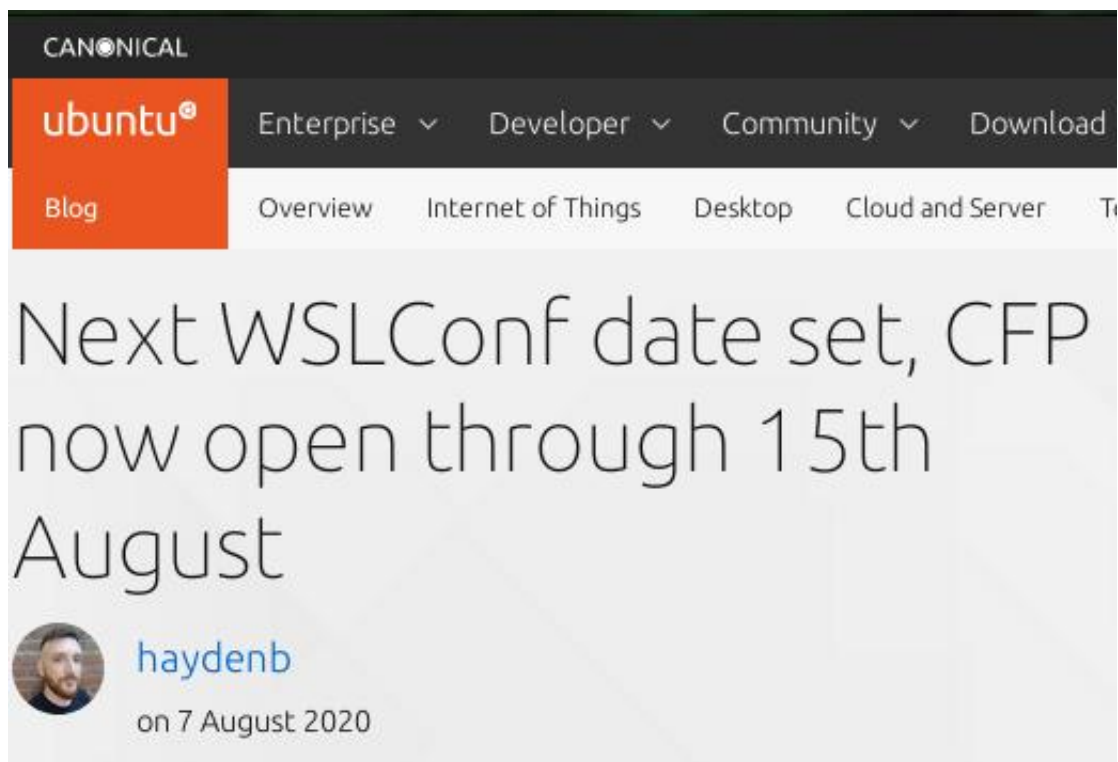 CANONICAL
ubuntu Enterprise Developer Community Download
Blog Overview Internet of Things Desktop Cloud and Server
Next WSLConf date set, CFP
now open through 15th
August
haydenb
on 7 August 2020